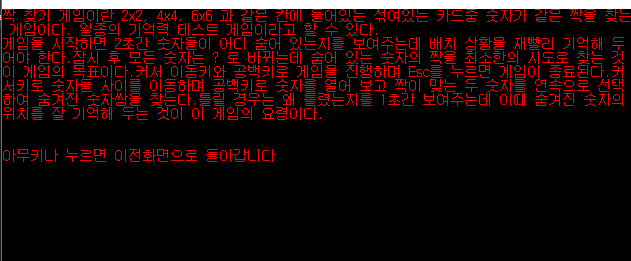 짝 찾기 게임이란 2x2, 4x4, 6x6 과 같은 칸에 들어있는 섞여있는 카드중 숫자가 같은 짝을 찾는
 게임이다. 일종의 기억력 테스트 게임이라고 할 수 있다.
게임을 시작하면 2초간 숫자들이 어디 숨어 있는지를 보여주는데 배치 상황을 재빨리 기억해 두
어야 한다.잠시 후 모든 숫자는 ? 로 바뀌는데 숨어 있는 숫자의 짝을 최소한의 시도로 찾는 것
이 게임의 목표이다.커서 이동키와 공백키로 게임을 진행하며 Esc를 누르면 게임이 종료된다.커
서키로 숫자들 사이를 이동하며 공백키로 숫자를 열어 보고 짝이 맞는 두 숫자를 연속으로 선택
하여 숨겨진 숫자쌍을 찾는다.틀릴 경우는 왜 틀렸는지를 1초간 보여주는데 이때 숨겨진 숫자의
위치를 잘 기억해 두는 것이 이 게임의 요령이다.
아무키나 누르면 이전화면으로 돌아갑니다